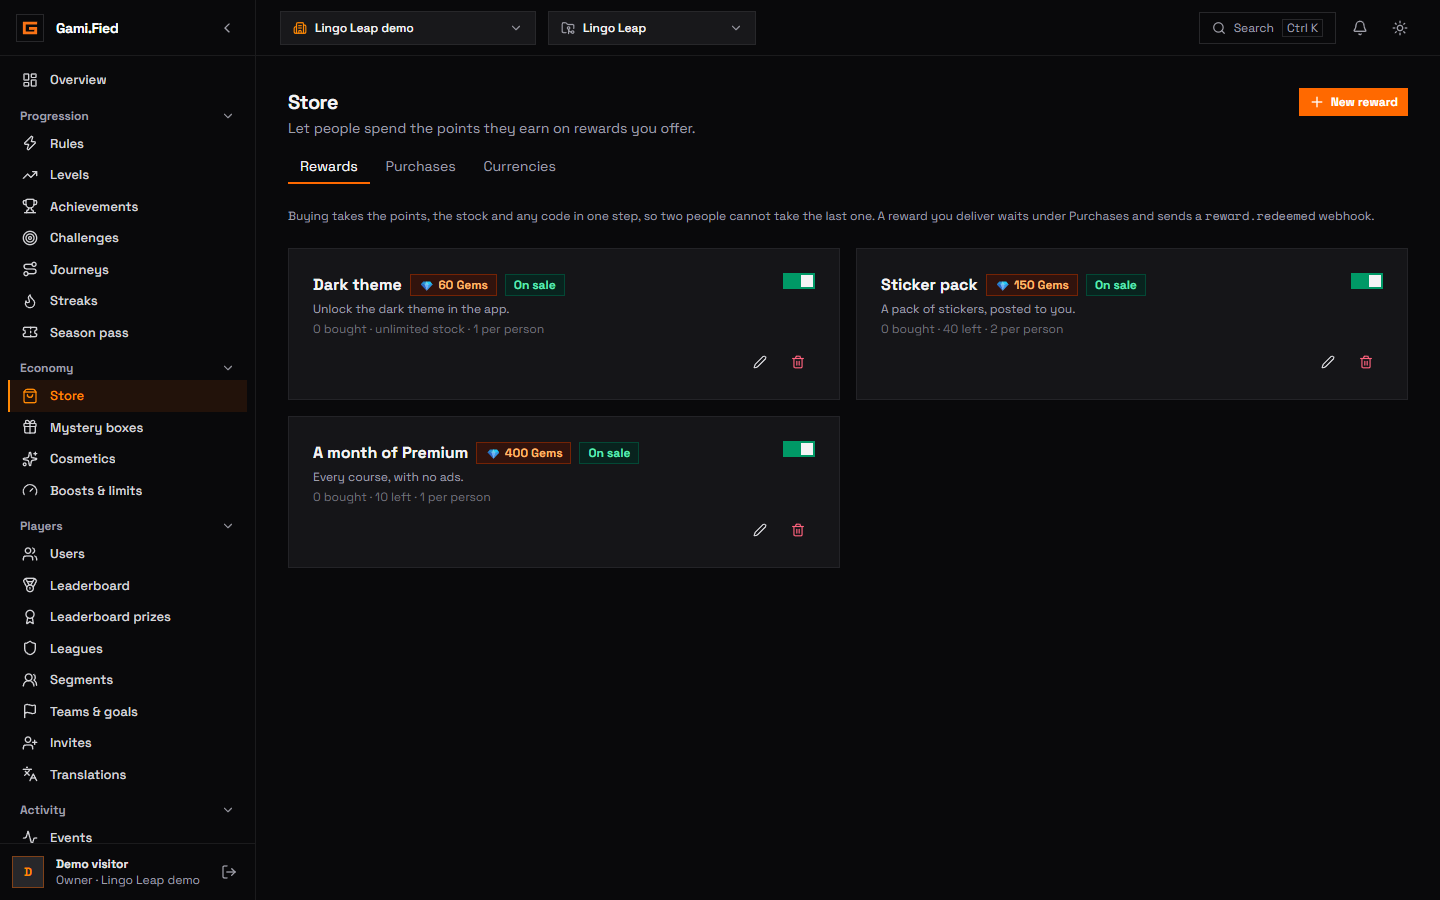 Gami.Fied
Lingo Leap demo
Lingo Leap
Search Ctrl K
Overview
Progression
Rules
Levels
Achievements
Challenges
Journeys
Streaks
Season pass
Economy
Store
Mystery boxes
Cosmetics
Boosts & limits
Players
Users
Leaderboard
Leaderboard prizes
Leagues
Segments
Teams & goals
Invites
Translations
Activity
Events
D
Demo visitor
Owner · Lingo Leap demo
Store
New reward
Let people spend the points they earn on rewards you offer.
Rewards Purchases Currencies
Buying takes the points, the stock and any code in one step, so two people cannot take the last one. A reward you deliver waits under Purchases and sends a reward.redeemed webhook.
Dark theme 60 Gems On sale
Unlock the dark theme in the app.
0 bought · unlimited stock · 1 per person
Sticker pack 150 Gems On sale
A pack of stickers, posted to you.
0 bought · 40 left · 2 per person
A month of Premium 400 Gems On sale
Every course, with no ads.
0 bought · 10 left · 1 per person